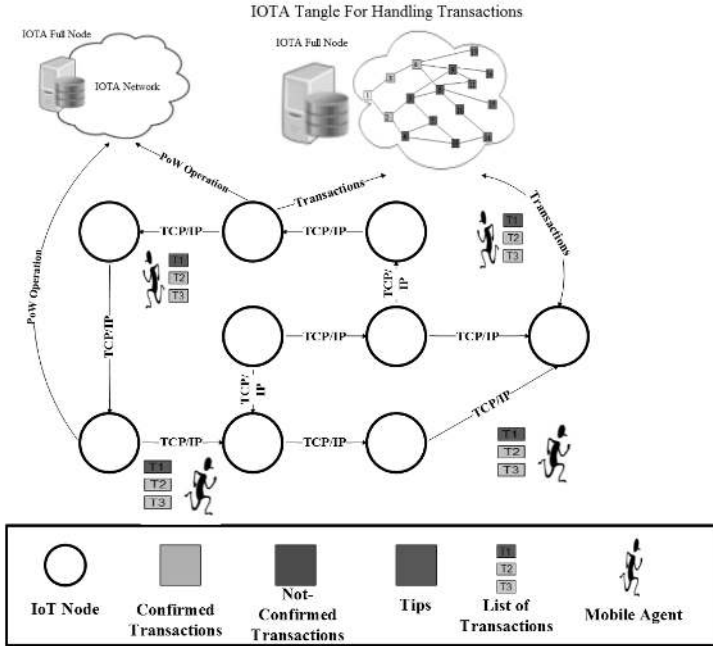 IOTA Tangle For Handling Transactions
IOTA Full Node
IOTA Full Node
IOTA Network
PoW Operation
Transactions
Transactions
PoW Operation
TCP/IP
TCP/IP
T1
T2
T3
T1
T2
T3
TCP/IP
TCP/
IP
TCP/IP
TCP/IP
TCP/
IP
TCP/IP
TCP/IP
TCP/IP
T1
T2
T3
T1
T2
T3
IoT Node
Confirmed
Transactions
Not-
Confirmed
Transactions
Tips
T1
T2
T3
List of
Transactions
Mobile Agent